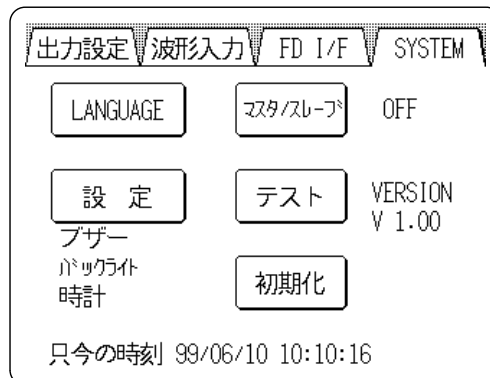 出力設定 波形入力 FD I/F SYSTEM
LANGUAGE ﾏｽﾀ/ｽﾚｰﾌﾞ OFF
設 定 テスト VERSION
V 1.00
ブザー
ﾊﾞｯｸﾗｲﾄ
時計 初期化
只今の時刻 99/06/10 10:10:16